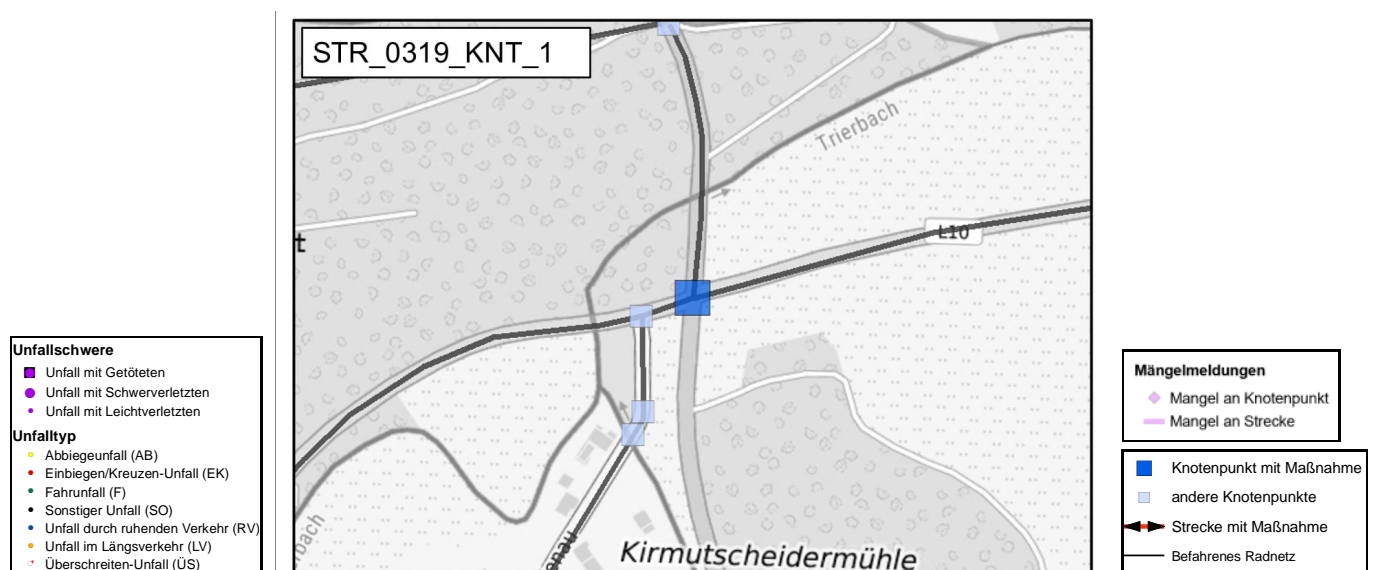 STR_0319_KNT_1
Trierbach
L10
t
rbach
onau
Kirmutscheidermühle
Unfallschwere
Unfall mit Getöteten
Unfall mit Schwerverletzten
Unfall mit Leichtverletzten
Unfalltyp
Abbiegeunfall (AB)
Einbiegen/Kreuzen-Unfall (EK)
Fahrunfall (F)
Sonstiger Unfall (SO)
Unfall durch ruhenden Verkehr (RV)
Unfall im Längsverkehr (LV)
Überschreiten-Unfall (ÜS)
Mängelmeldungen
Mangel an Knotenpunkt
Mangel an Strecke
Knotenpunkt mit Maßnahme
andere Knotenpunkte
Strecke mit Maßnahme
Befahrenes Radnetz